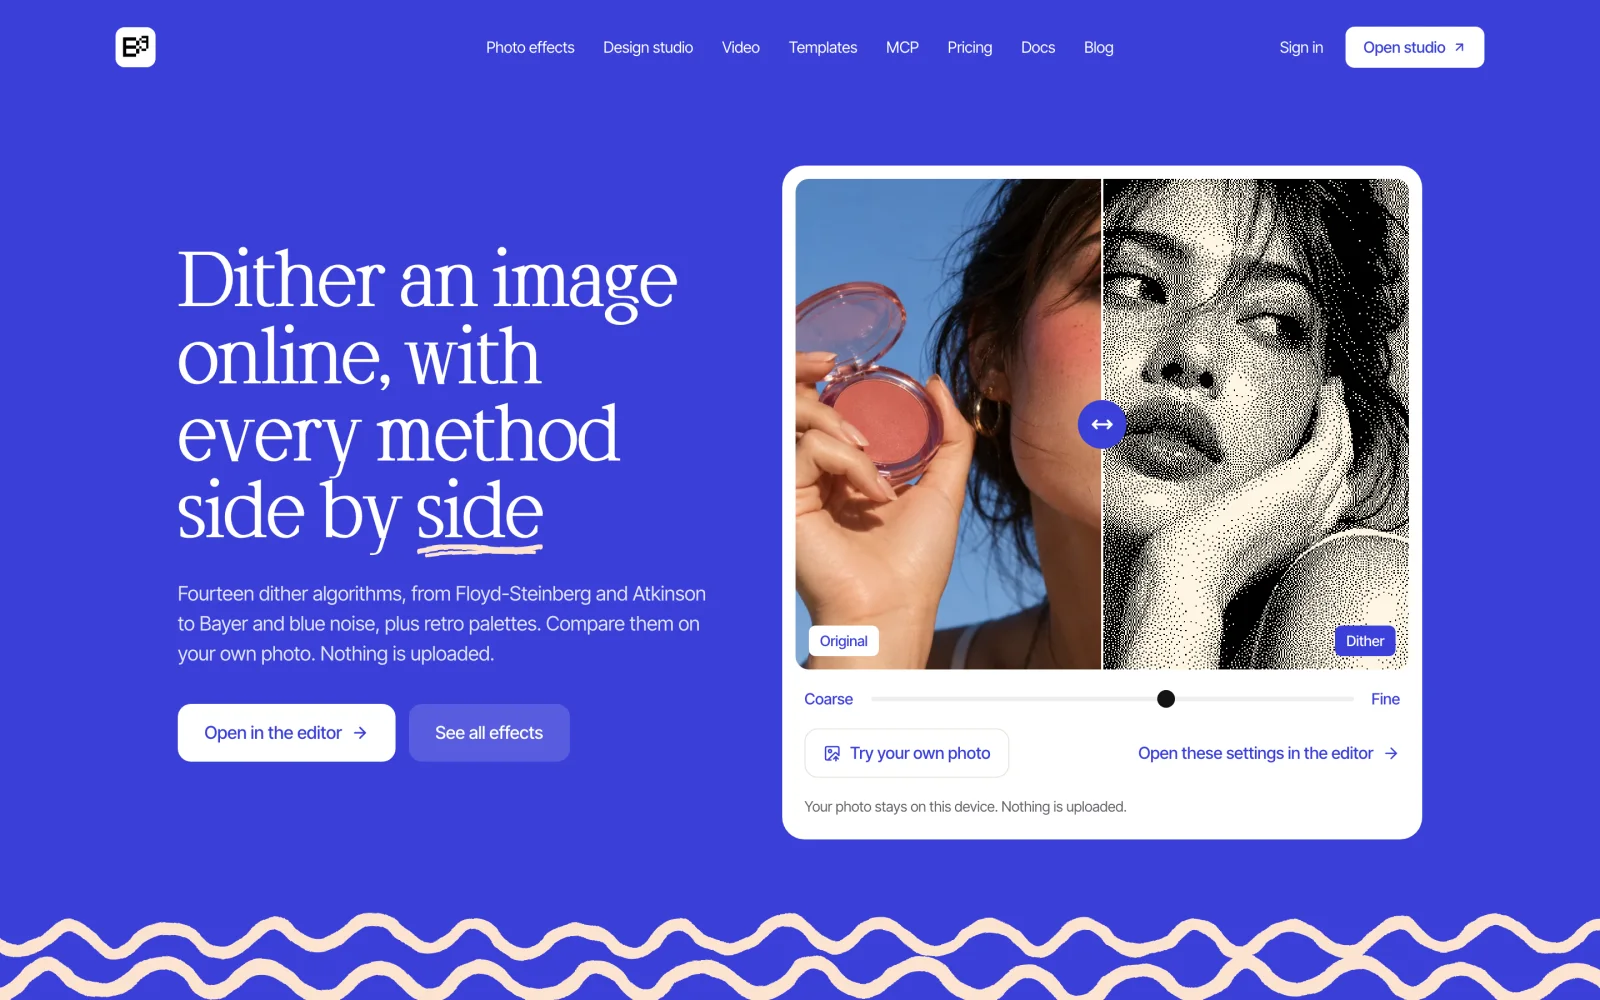 Photo effects Design studio Video Templates MCP Pricing Docs Blog Sign in Open studio
Dither an image
online, with
every method
side by side
Fourteen dither algorithms, from Floyd-Steinberg and Atkinson
to Bayer and blue noise, plus retro palettes. Compare them on
your own photo. Nothing is uploaded.
Open in the editor See all effects
Original Dither
Coarse Fine
Try your own photo Open these settings in the editor
Your photo stays on this device. Nothing is uploaded.